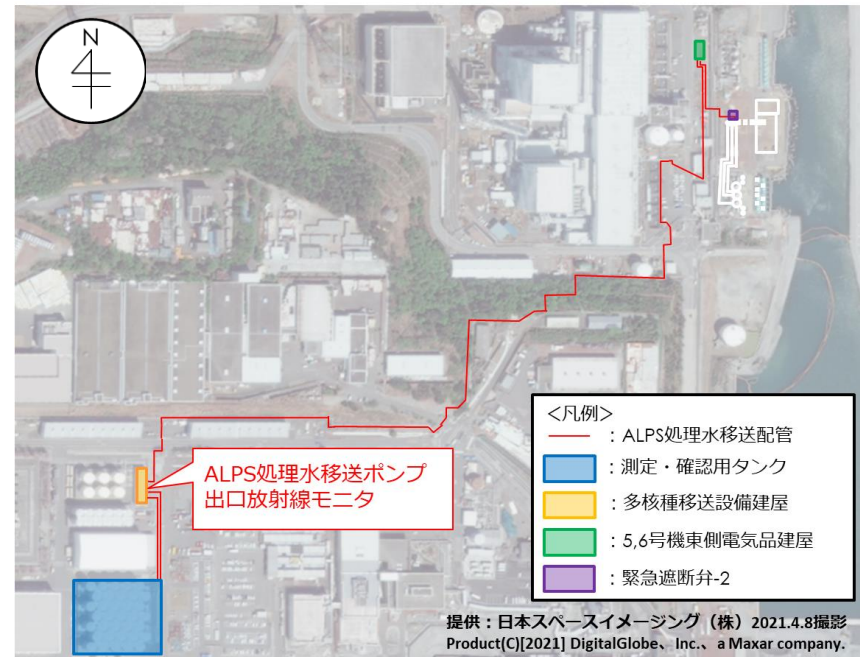 N
ALPS処理水移送ポンプ
出口放射線モニタ
<凡例>
：ALPS処理水移送配管
：測定・確認用タンク
：多核種移送設備建屋
：5,6号機東側電気品建屋
：緊急遮断弁-2
提供：日本スペースイメージング（株）2021.4.8撮影
Product(C)[2021] DigitalGlobe、Inc.、a Maxar company.